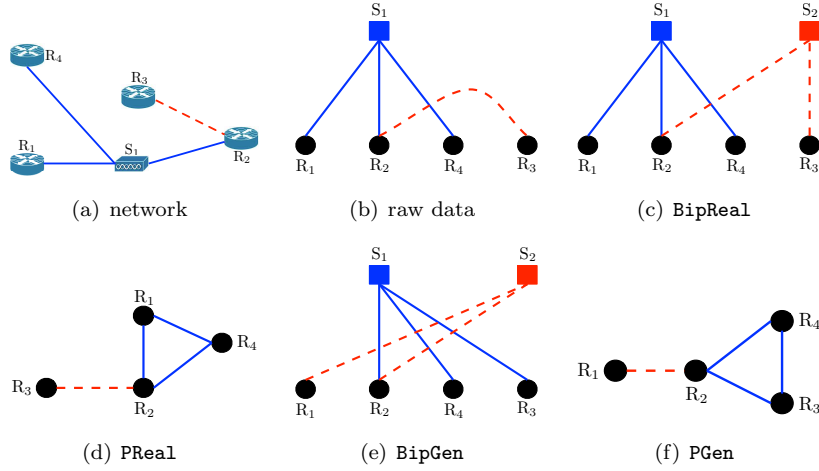 R₄
R₃
S₁
R₁
R₂
(a) network
S₁
R₁
R₂
R₄
R₃
(b) raw data
S₁
S₂
R₁
R₂
R₄
R₃
(c) BipReal
R₁
R₄
R₃
R₂
(d) PReal
S₁
S₂
R₁
R₂
R₄
R₃
(e) BipGen
R₄
R₁
R₂
R₃
(f) PGen